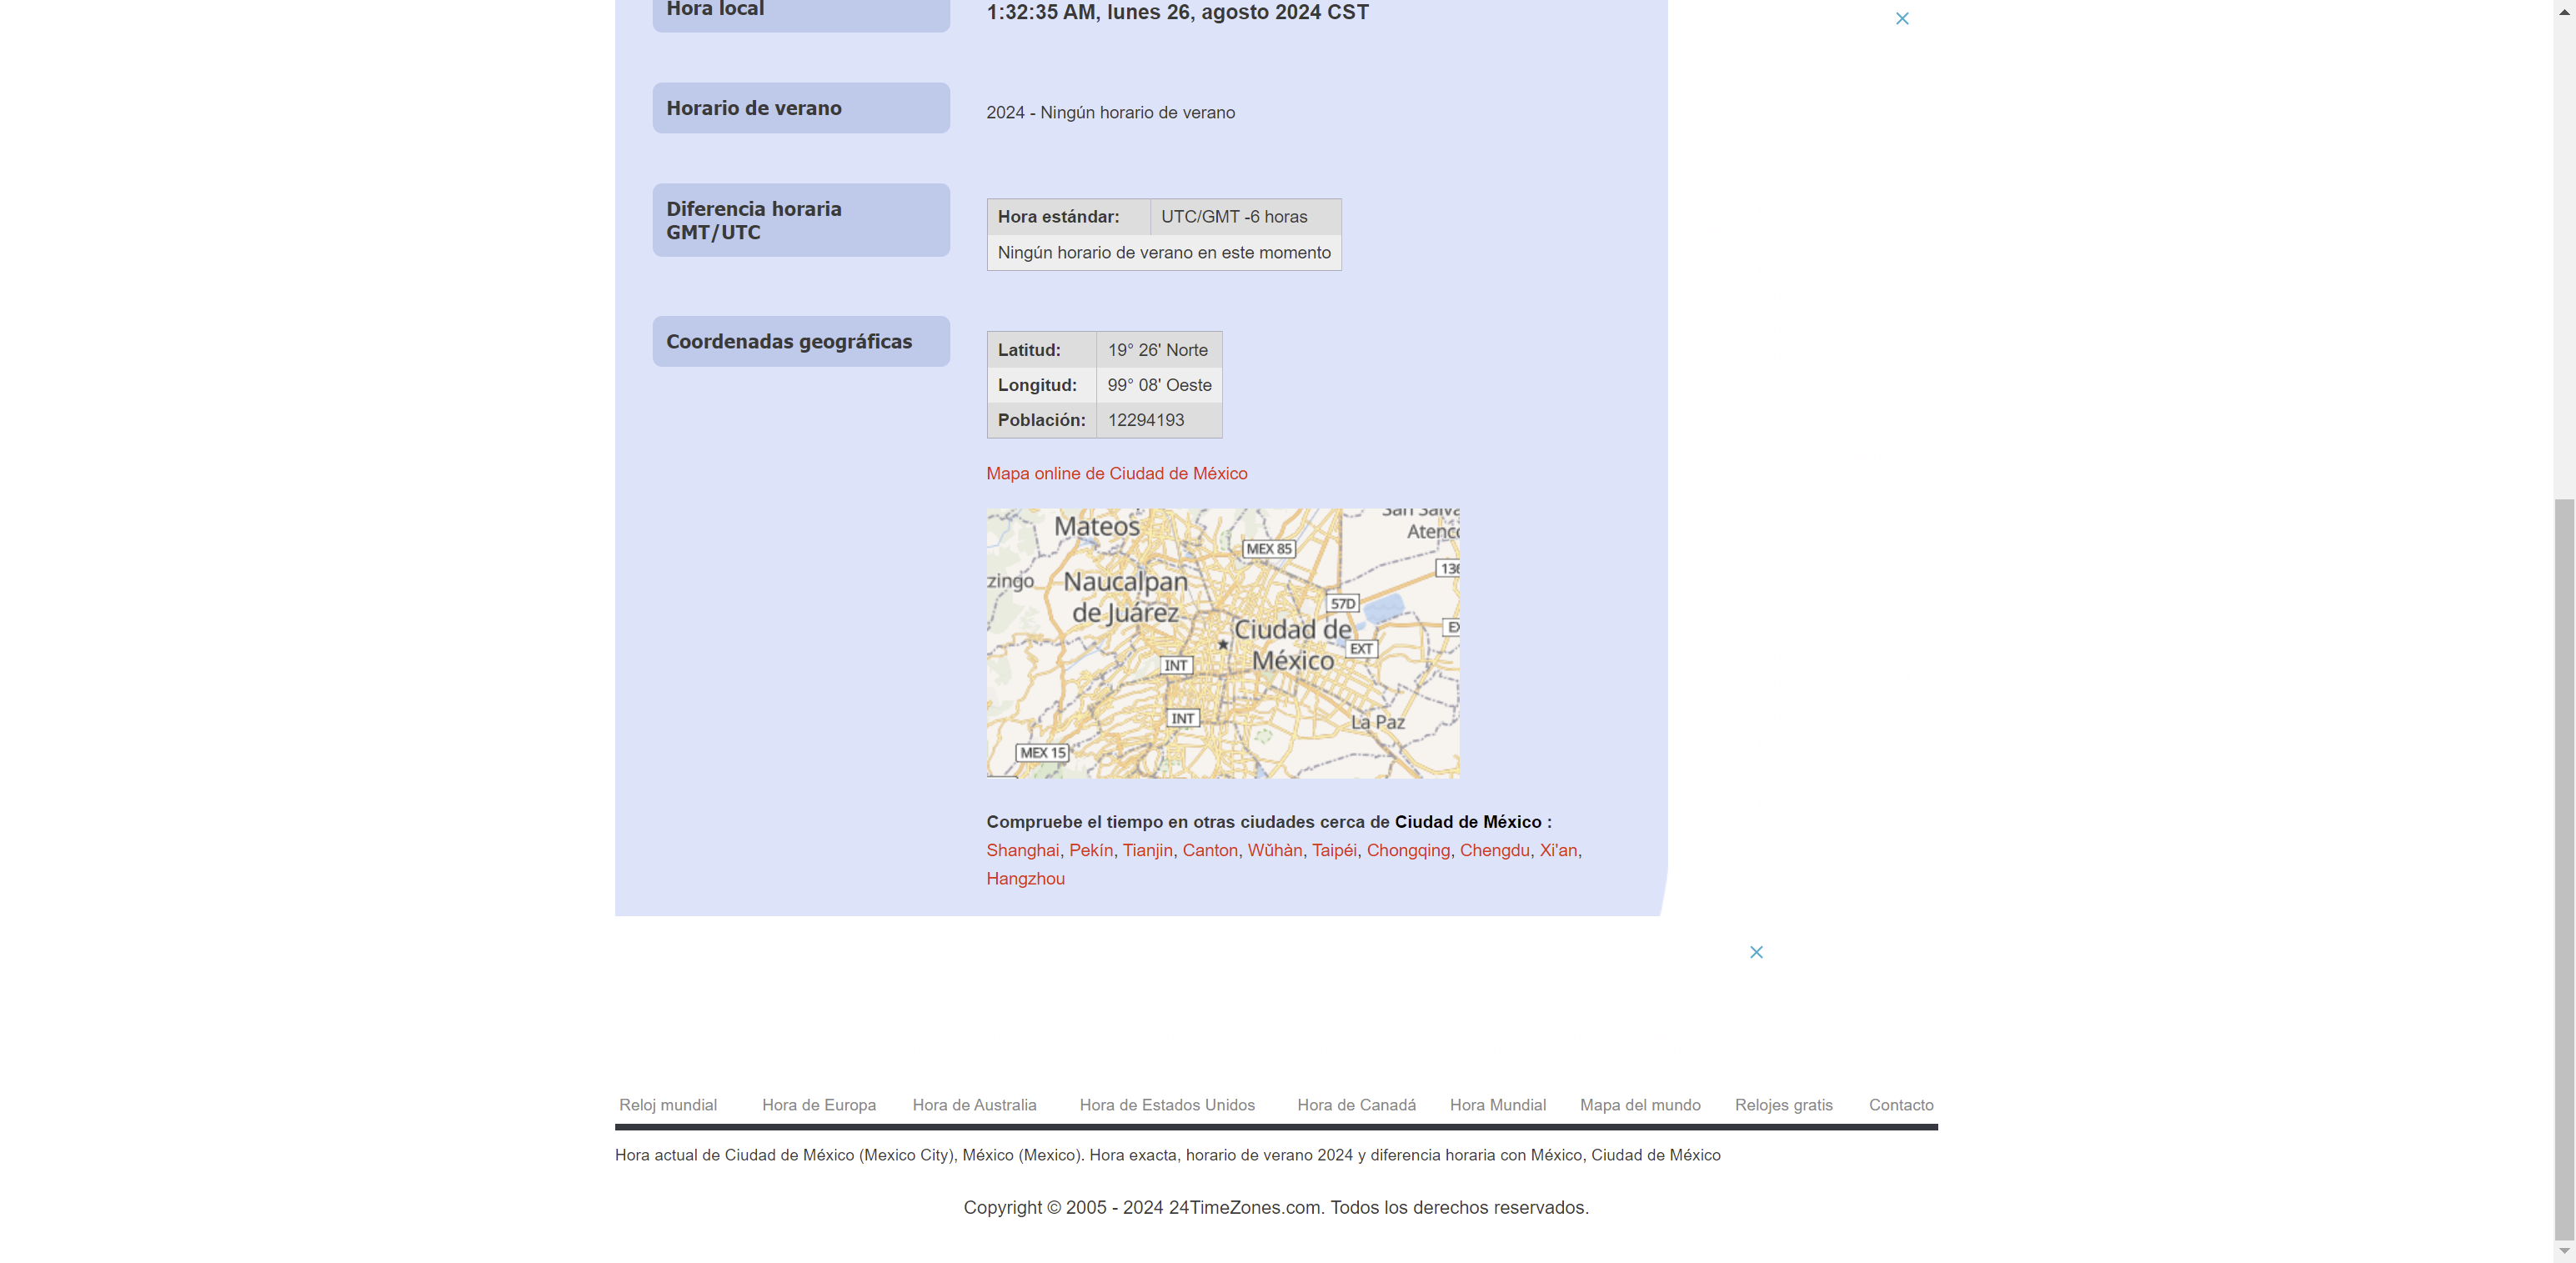 Hora local
1:32:35 AM, lunes 26, agosto 2024 CST
Horario de verano
2024 - Ningún horario de verano
Diferencia horaria
GMT/UTC
Hora estándar: UTC/GMT -6 horas
Ningún horario de verano en este momento
Coordenadas geográficas
Latitud: 19° 26' Norte
Longitud: 99° 08' Oeste
Población: 12294193
Mapa online de Ciudad de México
Mateos
MEX 85
Atenc
zingo
Naucalpan
de Juárez
57D
Ciudad de
México
EXT
INT
INT
La Paz
MEX 15
Compruebe el tiempo en otras ciudades cerca de Ciudad de México :
Shanghai, Pekín, Tianjin, Canton, Wǔhàn, Taipéi, Chongqing, Chengdu, Xi'an,
Hangzhou
Reloj mundial Hora de Europa Hora de Australia Hora de Estados Unidos Hora de Canadá Hora Mundial Mapa del mundo Relojes gratis Contacto
Hora actual de Ciudad de México (Mexico City), México (Mexico). Hora exacta, horario de verano 2024 y diferencia horaria con México, Ciudad de México
Copyright © 2005 - 2024 24TimeZones.com. Todos los derechos reservados.